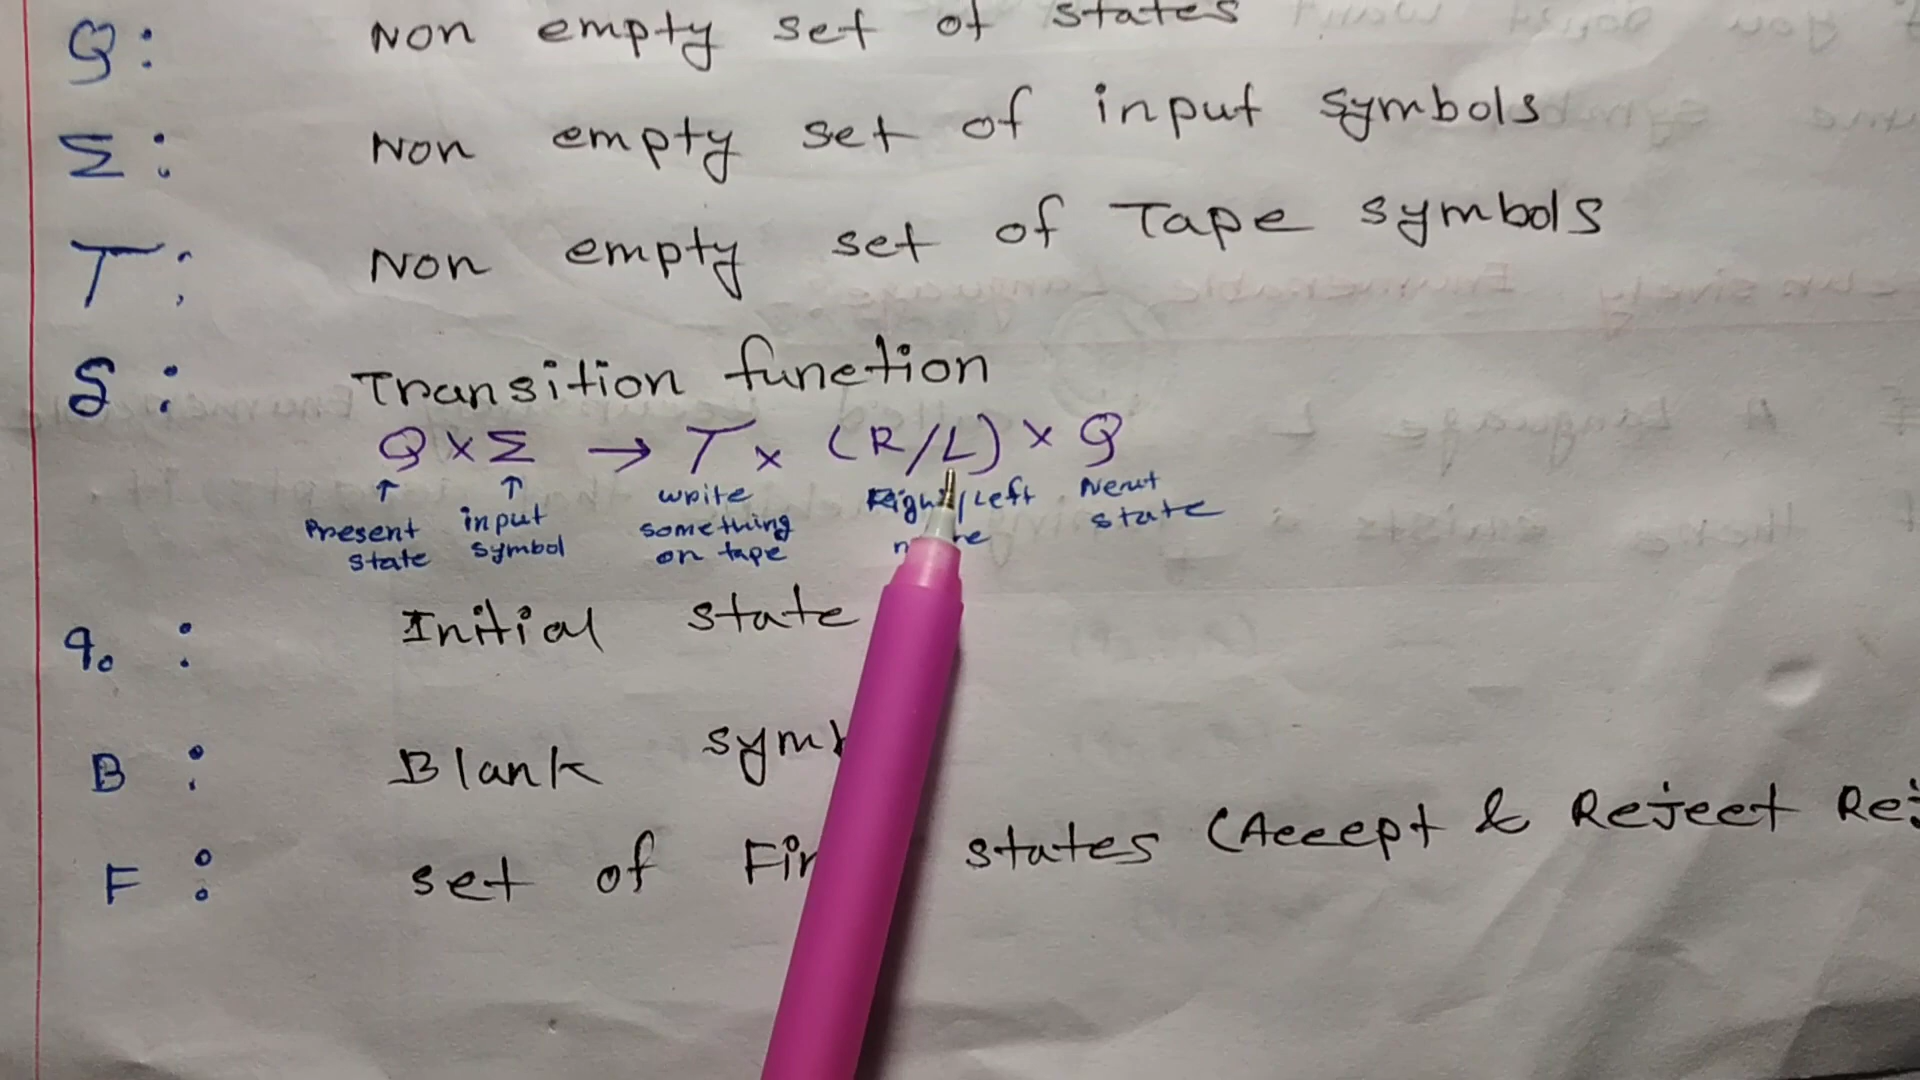 Q: Non empty set of states
Σ: Non empty set of input symbols
T: Non empty set of Tape symbols
δ: Transition function
Q × Σ → T × (R/L) × Q
↑ ↑ write Right/Left Next
Present input something state
state symbol on tape
q₀ : Initial state
B : Blank
F : set of states (Accept & Reject